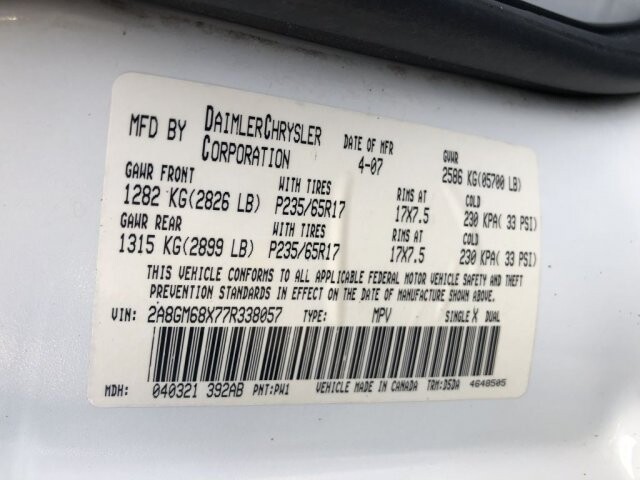 MFD BY DAIMLERCHRYSLER CORPORATION DATE OF MFR 4-07 GVWR 2586 KG(05700 LB)
GAWR FRONT WITH TIRES RIMS AT COLD
1282 KG(2826 LB) P235/65R17 17X7.5 230 KPA( 33 PSI)
GAWR REAR WITH TIRES RIMS AT COLD
1315 KG(2899 LB) P235/65R17 17X7.5 230 KPA( 33 PSI)
THIS VEHICLE CONFORMS TO ALL APPLICABLE FEDERAL MOTOR VEHICLE SAFETY AND THEFT
PREVENTION STANDARDS IN EFFECT ON THE DATE OF MANUFACTURE SHOWN ABOVE.
VIN: 2A8GM68X77R338057 TYPE: MPV SINGLE X DUAL
MDH: 040321 392AB PNT:PW1 VEHICLE MADE IN CANADA TRM:D5DA 4648505